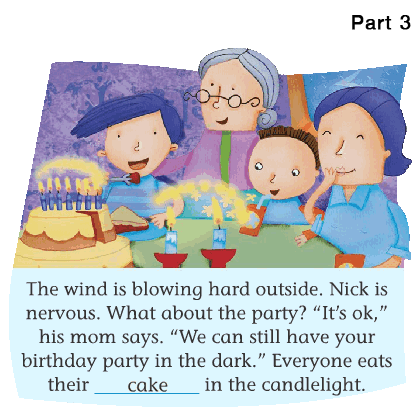 Part 3
The wind is blowing hard outside. Nick is
nervous. What about the party? “It’s ok,”
his mom says. “We can still have your
birthday party in the dark.” Everyone eats
their cake in the candlelight.